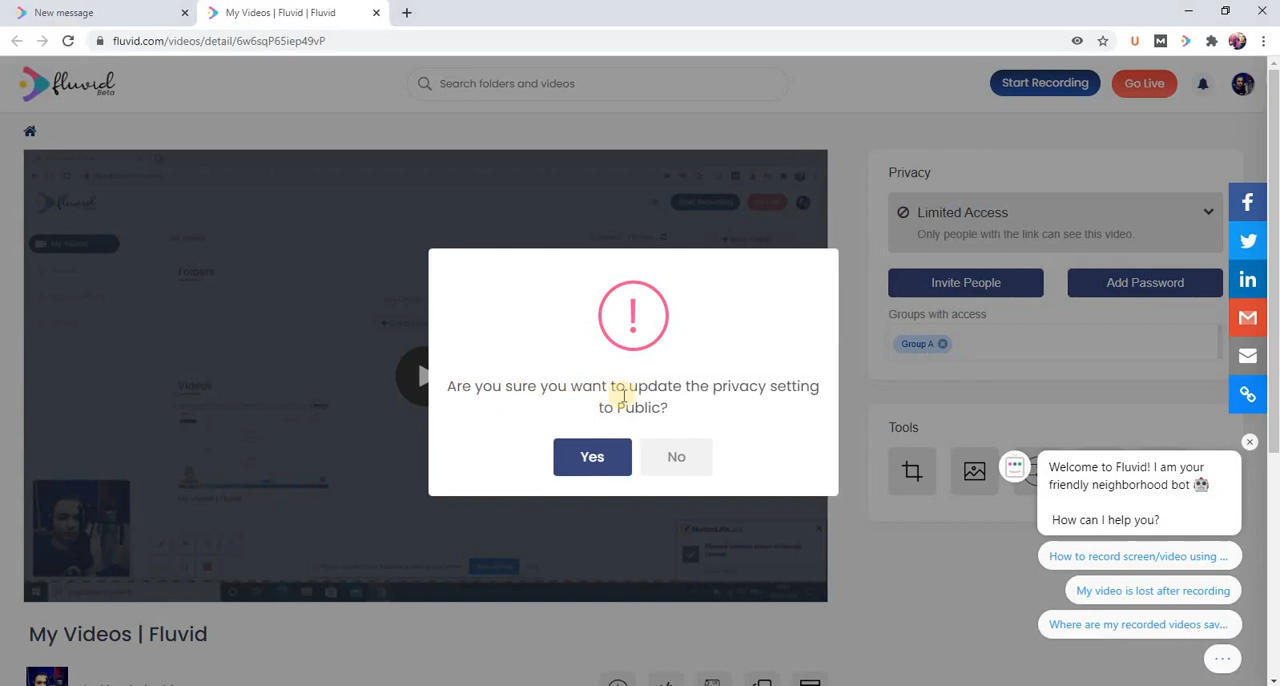 New message
My Videos | Fluvid | Fluvid
fluvid.com/videos/detail/6w6sqP65iep49vP
fluvid
Beta
Search folders and videos
Start Recording
Go Live
Privacy
Limited Access
Only people with the link can see this video.
Invite People
Add Password
Groups with access
Group A
Folders
Videos
Are you sure you want to update the privacy setting
to Public?
Yes
No
Tools
Welcome to Fluvid! I am your
friendly neighborhood bot
How can I help you?
How to record screen/video using ...
My video is lost after recording
Where are my recorded videos sav...
...
My Videos | Fluvid